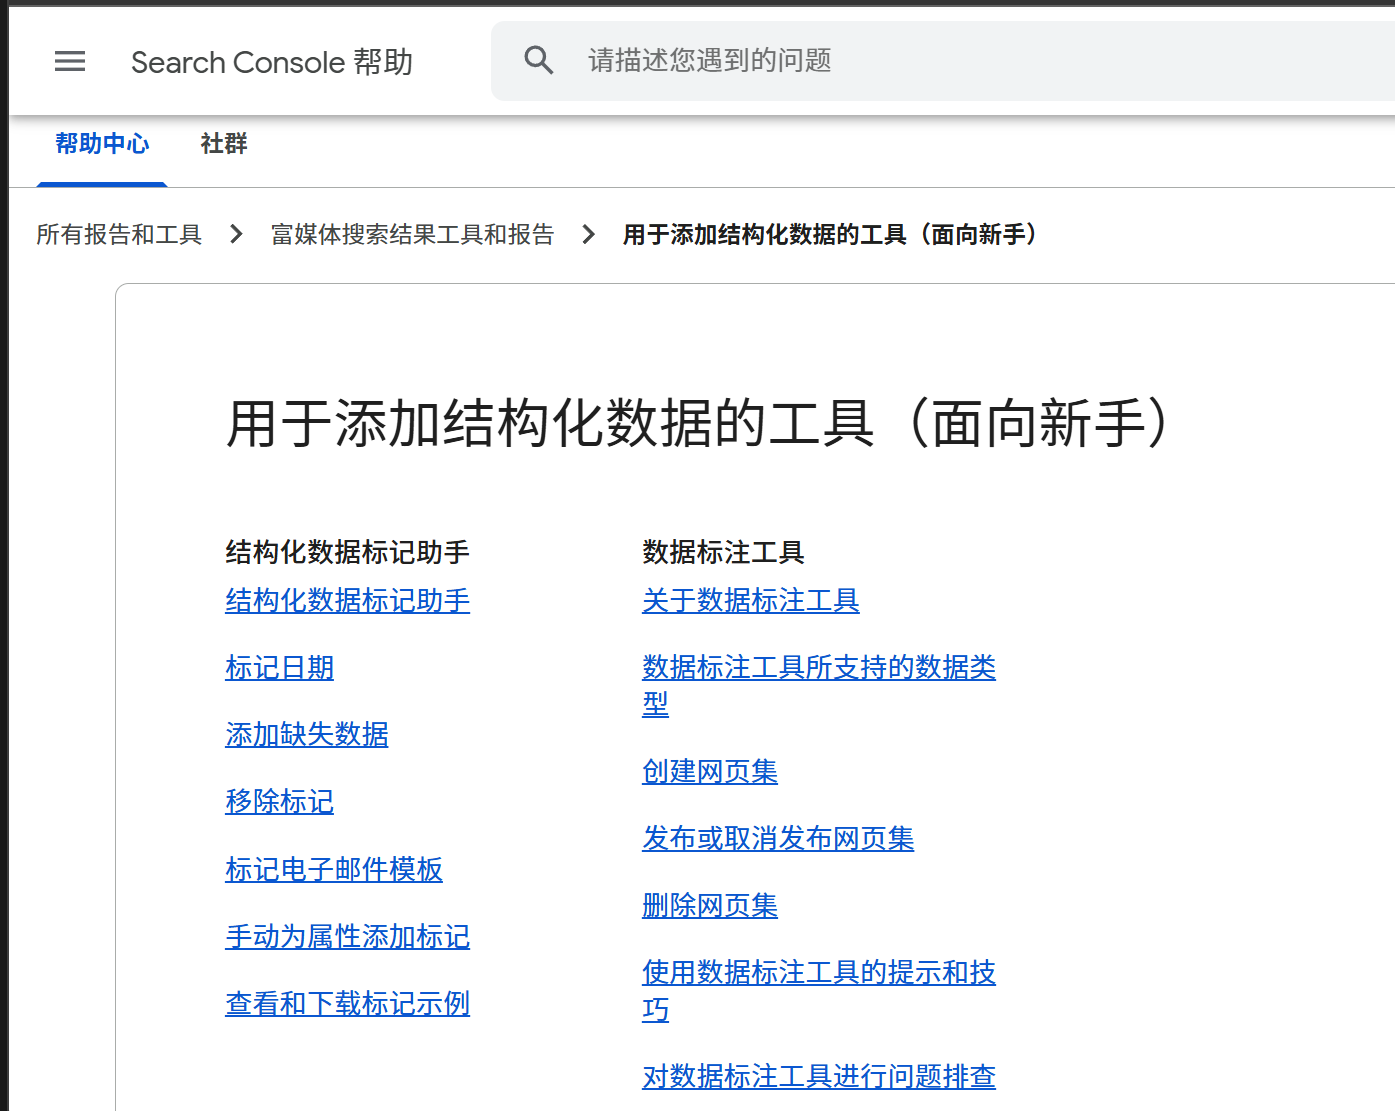 Search Console 帮助
请描述您遇到的问题
帮助中心
社群
所有报告和工具
富媒体搜索结果工具和报告
用于添加结构化数据的工具（面向新手）
用于添加结构化数据的工具（面向新手）
结构化数据标记助手
结构化数据标记助手
标记日期
添加缺失数据
移除标记
标记电子邮件模板
手动为属性添加标记
查看和下载标记示例
数据标注工具
关于数据标注工具
数据标注工具所支持的数据类
型
创建网页集
发布或取消发布网页集
删除网页集
使用数据标注工具的提示和技
巧
对数据标注工具进行问题排查